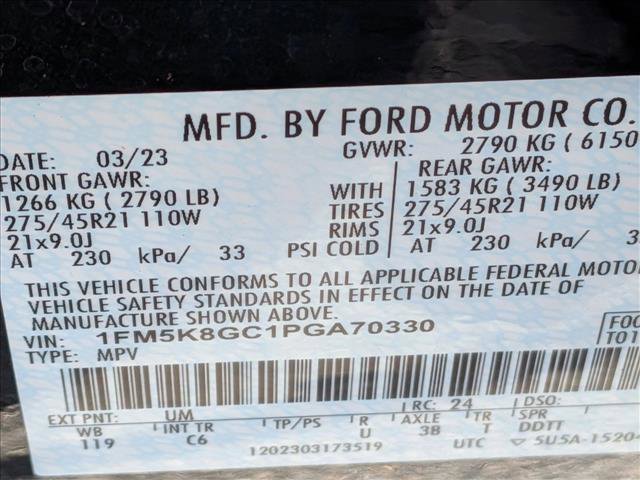 MFD. BY FORD MOTOR CO.
DATE: 03/23 GVWR: 2790 KG (6150
FRONT GAWR: REAR GAWR:
1266 KG (2790 LB) WITH 1583 KG (3490 LB)
275/45R21 110W TIRES 275/45R21 110W
21x9.0J RIMS 21x9.0J
AT 230 kPa/ 33 PSI COLD AT 230 kPa/ 3
THIS VEHICLE CONFORMS TO ALL APPLICABLE FEDERAL MOTO
VEHICLE SAFETY STANDARDS IN EFFECT ON THE DATE OF
MANUFACTURE SHOWN ABOVE.
VIN: 1FM5K8GC1PGA70330
TYPE: MPV
EXT PNT: UM RC: 24 DSO:
WB INT TR TP/PS R AXLE TR SPR
119 C6 U 3B T DDTT
1202303173519 UTC ▽ 5U5A-15204